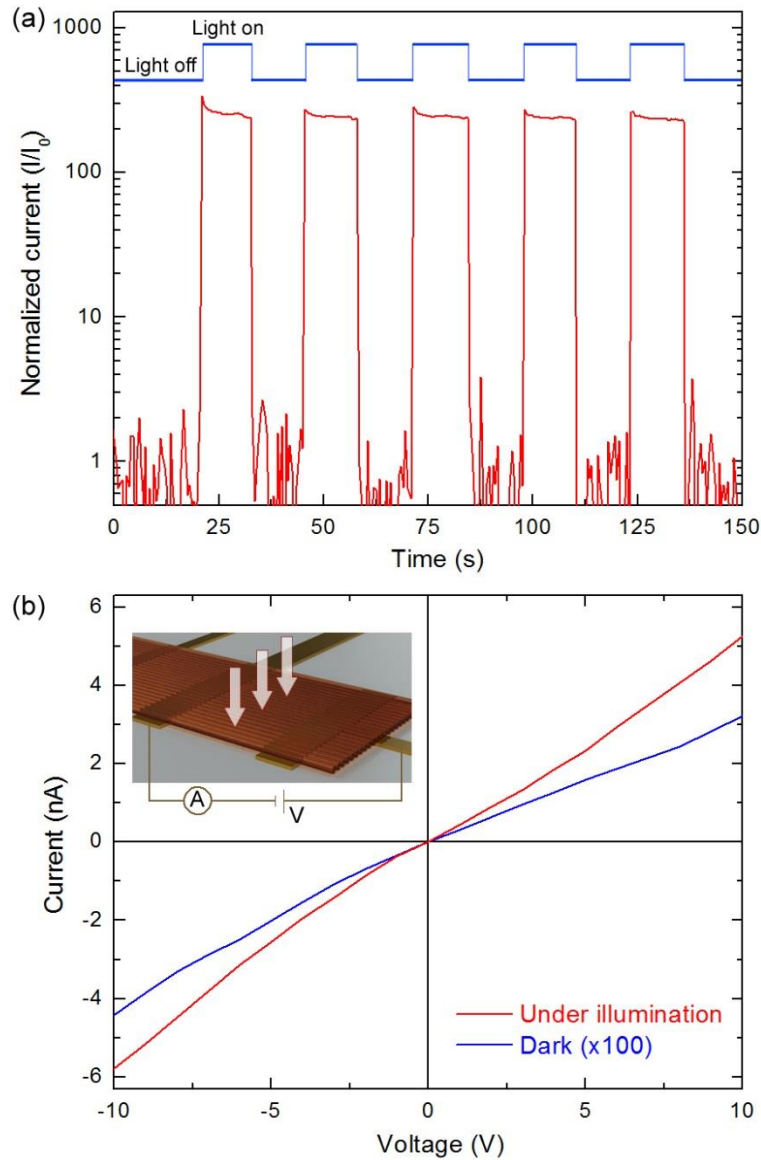 (a)
1000
Light on
Light off
100
10
1
Normalized current (I/I0)
0 25 50 75 100 125 150
Time (s)
(b)
6
4
2
0
-2
-4
-6
Current (nA)
A
V
Under illumination
Dark (x100)
-10 -5 0 5 10
Voltage (V)